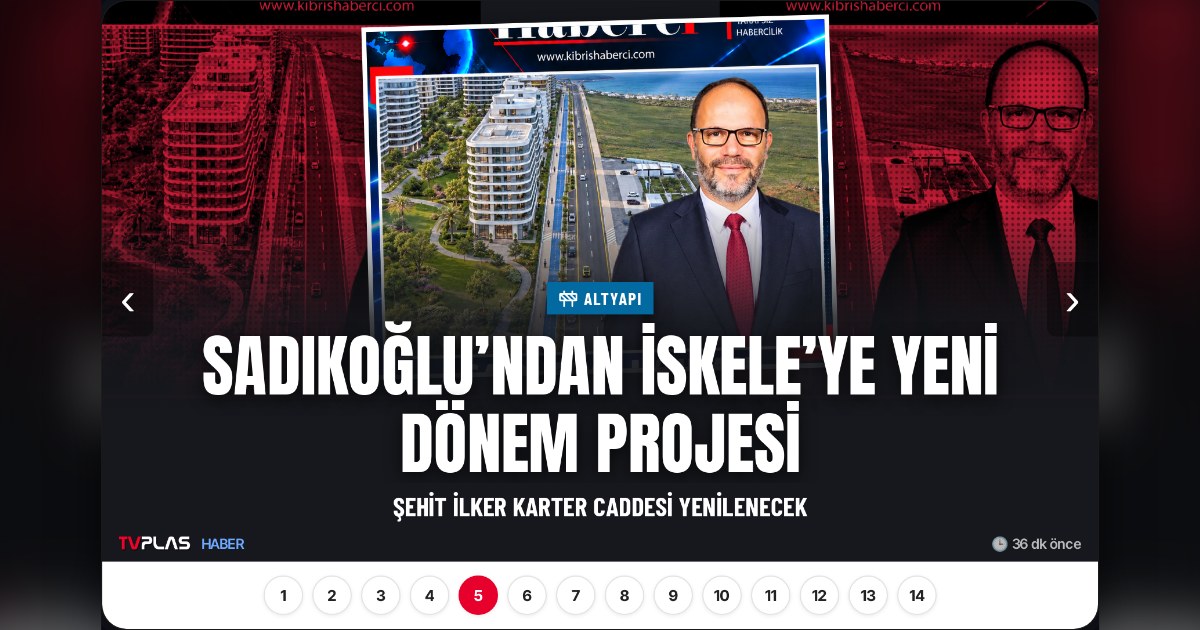 www.kibrishaberci.com
www.kibrishaberci.com
Haberci
HABERCİLİK
www.kibrishaberci.com
ALTYAPI
SADIKOĞLU’NDAN İSKELE’YE YENİ
DÖNEM PROJESİ
ŞEHİT İLKER KARTER CADDESİ YENİLENECEK
TVPLAS HABER
36 dk önce
1 2 3 4 5 6 7 8 9 10 11 12 13 14